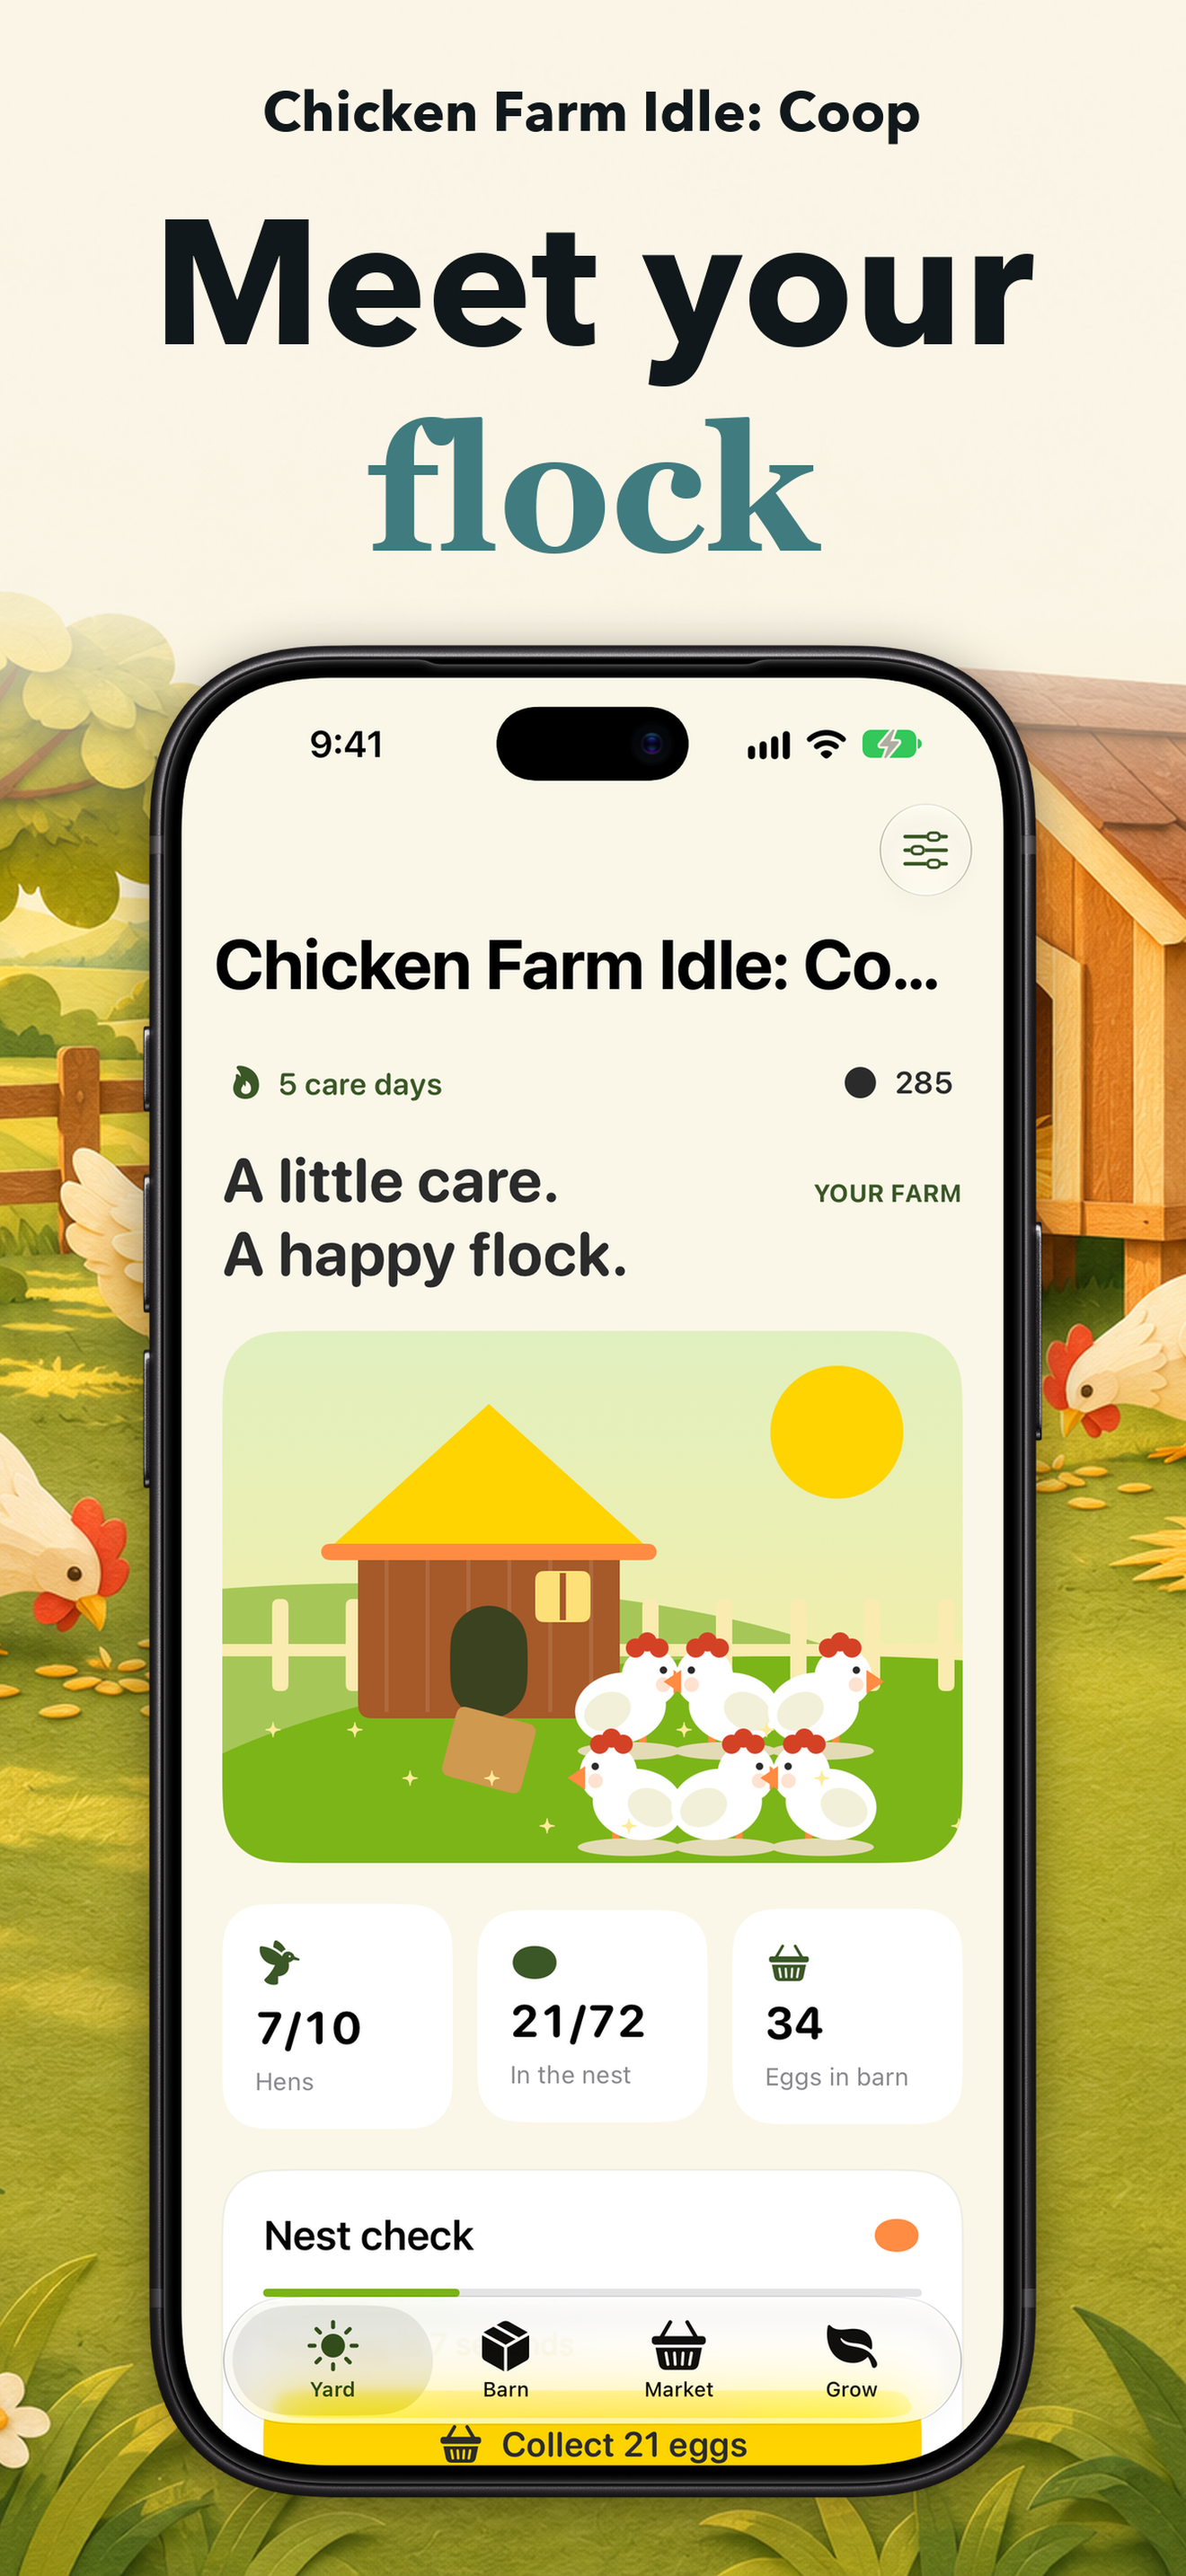 Chicken Farm Idle: Coop
Meet your
flock
9:41
Chicken Farm Idle: Co...
5 care days
285
A little care.
A happy flock.
YOUR FARM
7/10
Hens
21/72
In the nest
34
Eggs in barn
Nest check
Yard
Barn
Market
Grow
Collect 21 eggs